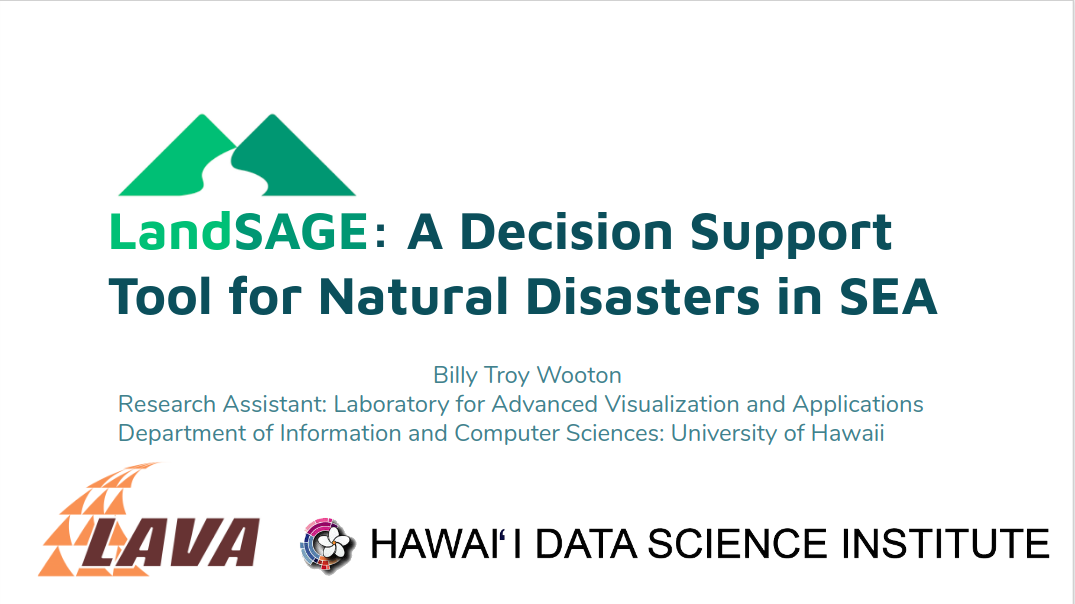 LandSAGE: A Decision Support
Tool for Natural Disasters in SEA
Billy Troy Wooton
Research Assistant: Laboratory for Advanced Visualization and Applications
Department of Information and Computer Sciences: University of Hawaii
LAVA
HAWAI‘I DATA SCIENCE INSTITUTE